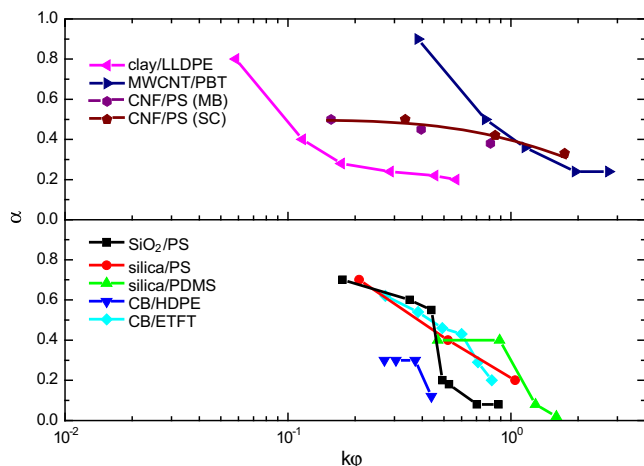 1.0
0.8
0.6
0.4
0.2
0.0
clay/LLDPE
MWCNT/PBT
CNF/PS (MB)
CNF/PS (SC)
α
0.8
0.6
0.4
0.2
0.0
SiO₂/PS
silica/PS
silica/PDMS
CB/HDPE
CB/ETFT
10⁻² 10⁻¹ 10⁰
kφ